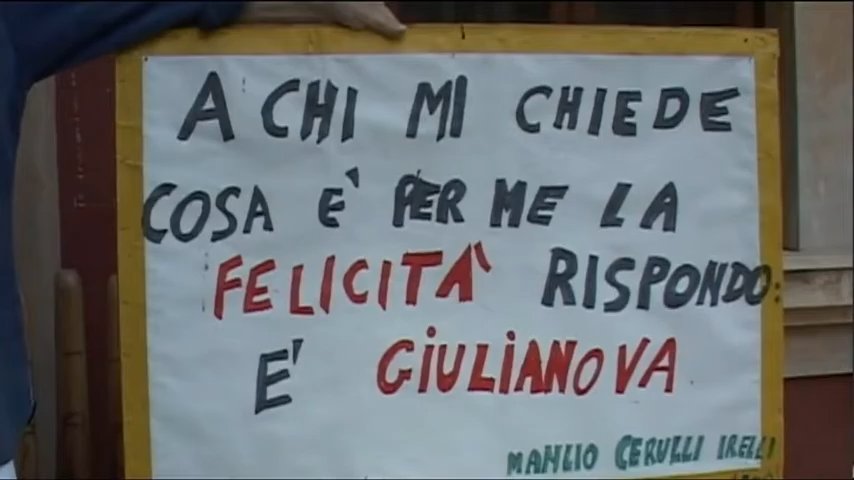 A CHI MI CHIEDE
COSA E' PER ME LA
FELICITA' RISPONDO:
E' GIULIANOVA
MANLIO CERULLI IRELLI